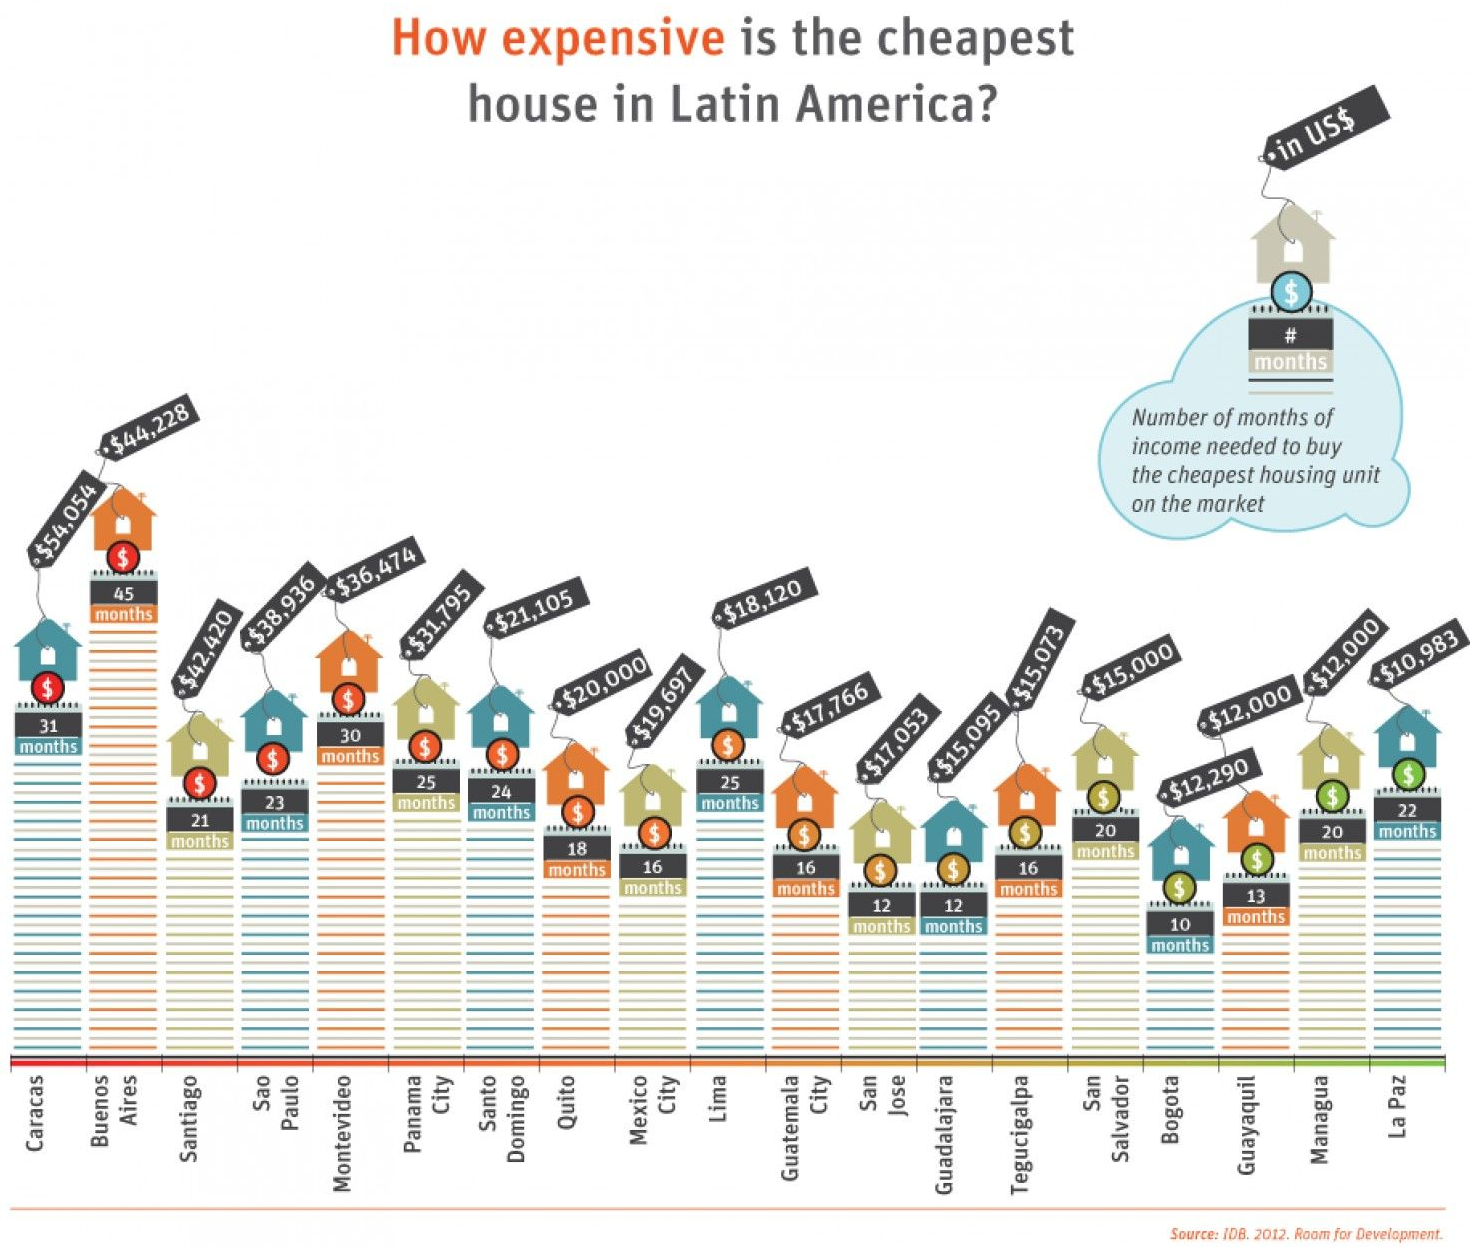 How expensive is the cheapest
house in Latin America?
in US$
$
#
months
Number of months of
income needed to buy
the cheapest housing unit
on the market
$54,054
$
31
months
Caracas
$44,228
$
45
months
Buenos
Aires
$42,420
$
21
months
Santiago
$38,936
$
23
months
Sao
Paulo
$36,474
$
30
months
Montevideo
$31,795
$
25
months
Panama
City
$21,105
$
24
months
Santo
Domingo
$20,000
$
18
months
Quito
$19,697
$
16
months
Mexico
City
$18,120
$
25
months
Lima
$17,766
$
16
months
Guatemala
City
$17,053
$
12
months
San
Jose
$15,095
$
12
months
Guadalajara
$15,073
$
16
months
Tegucigalpa
$15,000
$
20
months
San
Salvador
$12,290
$
10
months
Bogota
$12,000
$
13
months
Guayaquil
$12,000
$
20
months
Managua
$10,983
$
22
months
La Paz
Source: IDB. 2012. Room for Development.